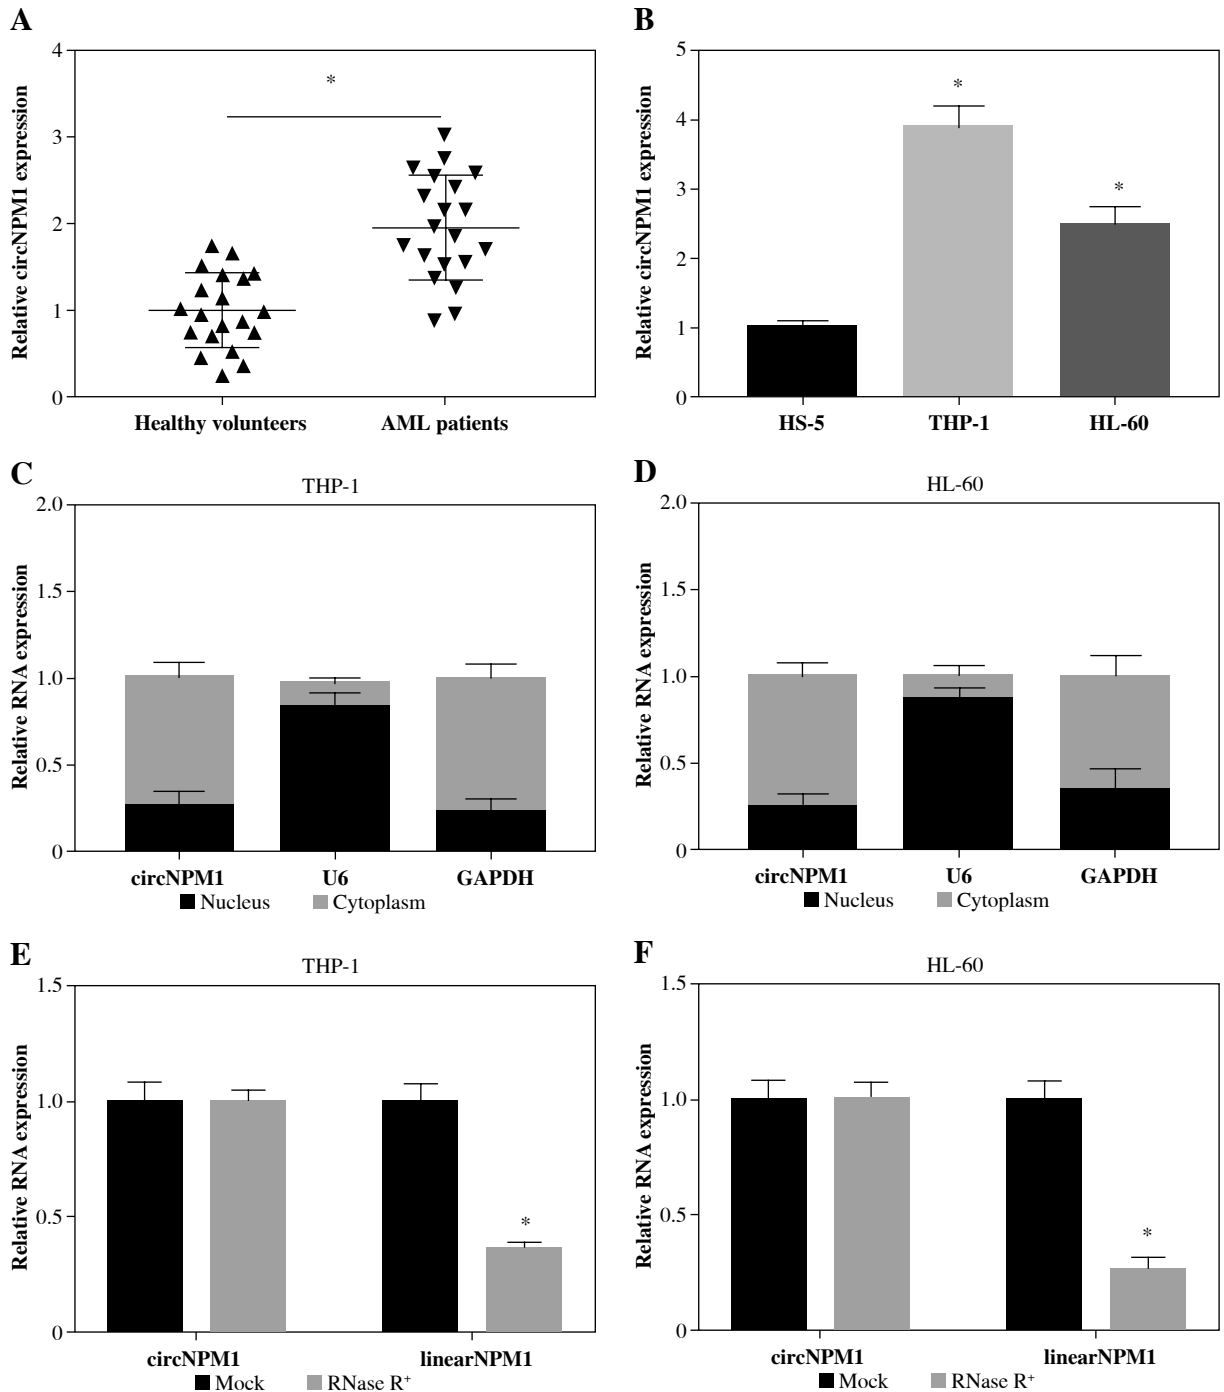 A
Relative circNPM1 expression
4
3
2
1
0
*
Healthy volunteers
AML patients
B
Relative circNPM1 expression
5
4
3
2
1
0
*
*
HS-5
THP-1
HL-60
C
THP-1
Relative RNA expression
2.0
1.5
1.0
0.5
0
circNPM1
U6
GAPDH
Nucleus
Cytoplasm
D
HL-60
Relative RNA expression
2.0
1.5
1.0
0.5
0
circNPM1
U6
GAPDH
Nucleus
Cytoplasm
E
THP-1
Relative RNA expression
1.5
1.0
0.5
0
*
circNPM1
linearNPM1
Mock
RNase R⁺
F
HL-60
Relative RNA expression
1.5
1.0
0.5
0
*
circNPM1
linearNPM1
Mock
RNase R⁺